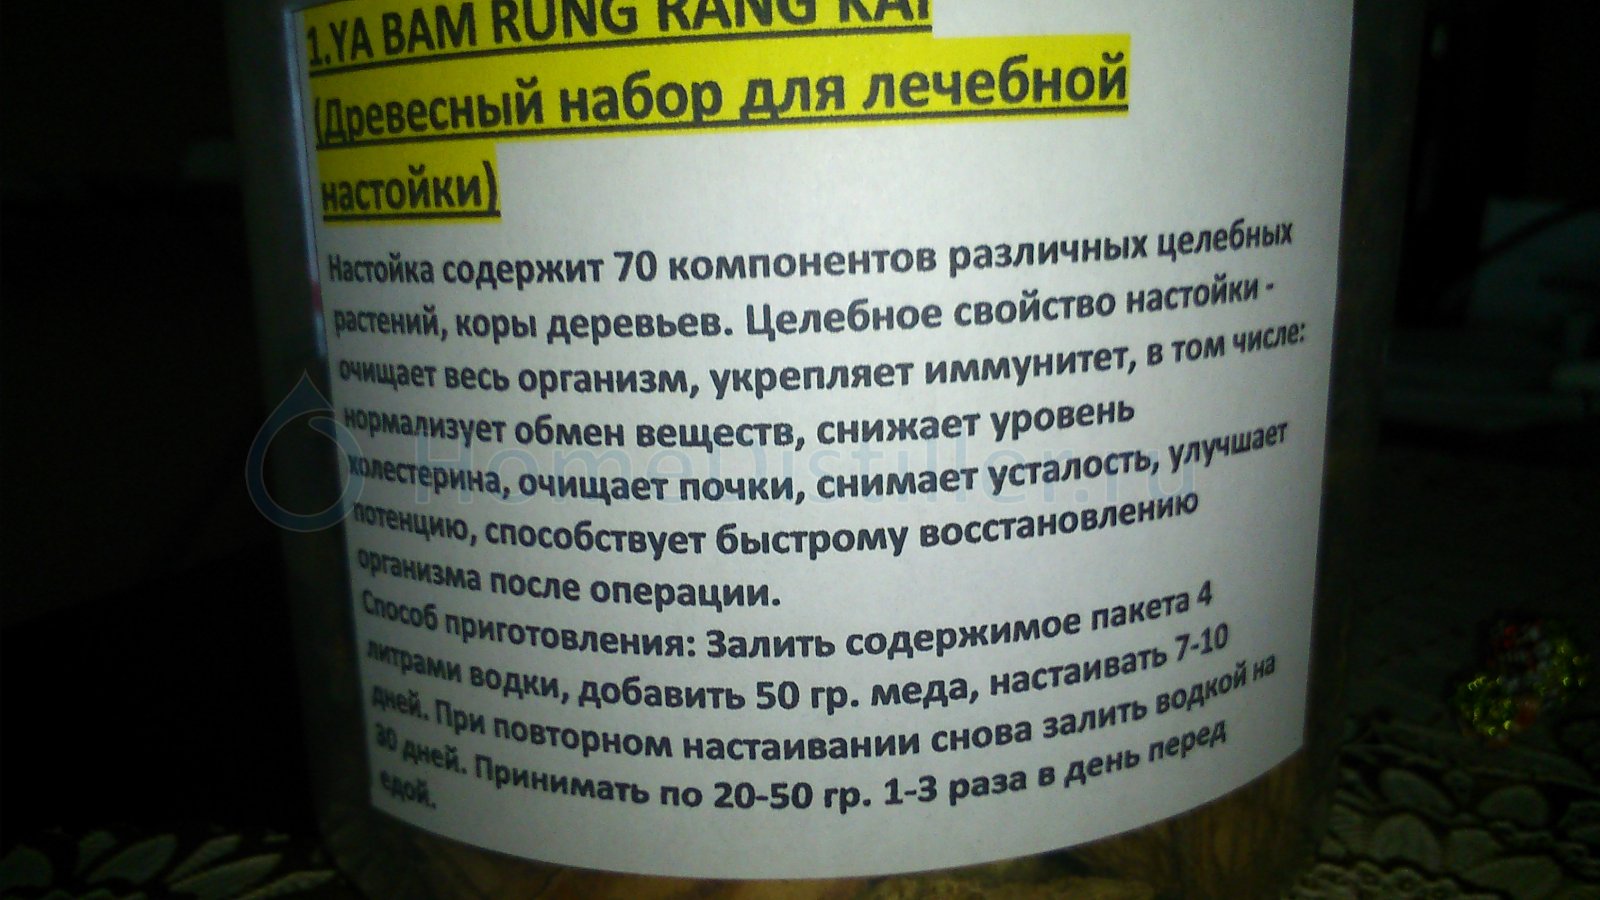 1.YA BAM RUNG RANG KAI
(Древесный набор для лечебной
настойки)
Настойка содержит 70 компонентов различных целебных
растений, коры деревьев. Целебное свойство настойки -
очищает весь организм, укрепляет иммунитет, в том числе:
нормализует обмен веществ, снижает уровень
холестерина, очищает почки, снимает усталость, улучшает
потенцию, способствует быстрому восстановлению
организма после операции.
Способ приготовления: Залить содержимое пакета 4
литрами водки, добавить 50 гр. меда, настаивать 7-10
дней. При повторном настаивании снова залить водкой на
30 дней. Принимать по 20-50 гр. 1-3 раза в день перед
едой.
HomeDistiller.ru